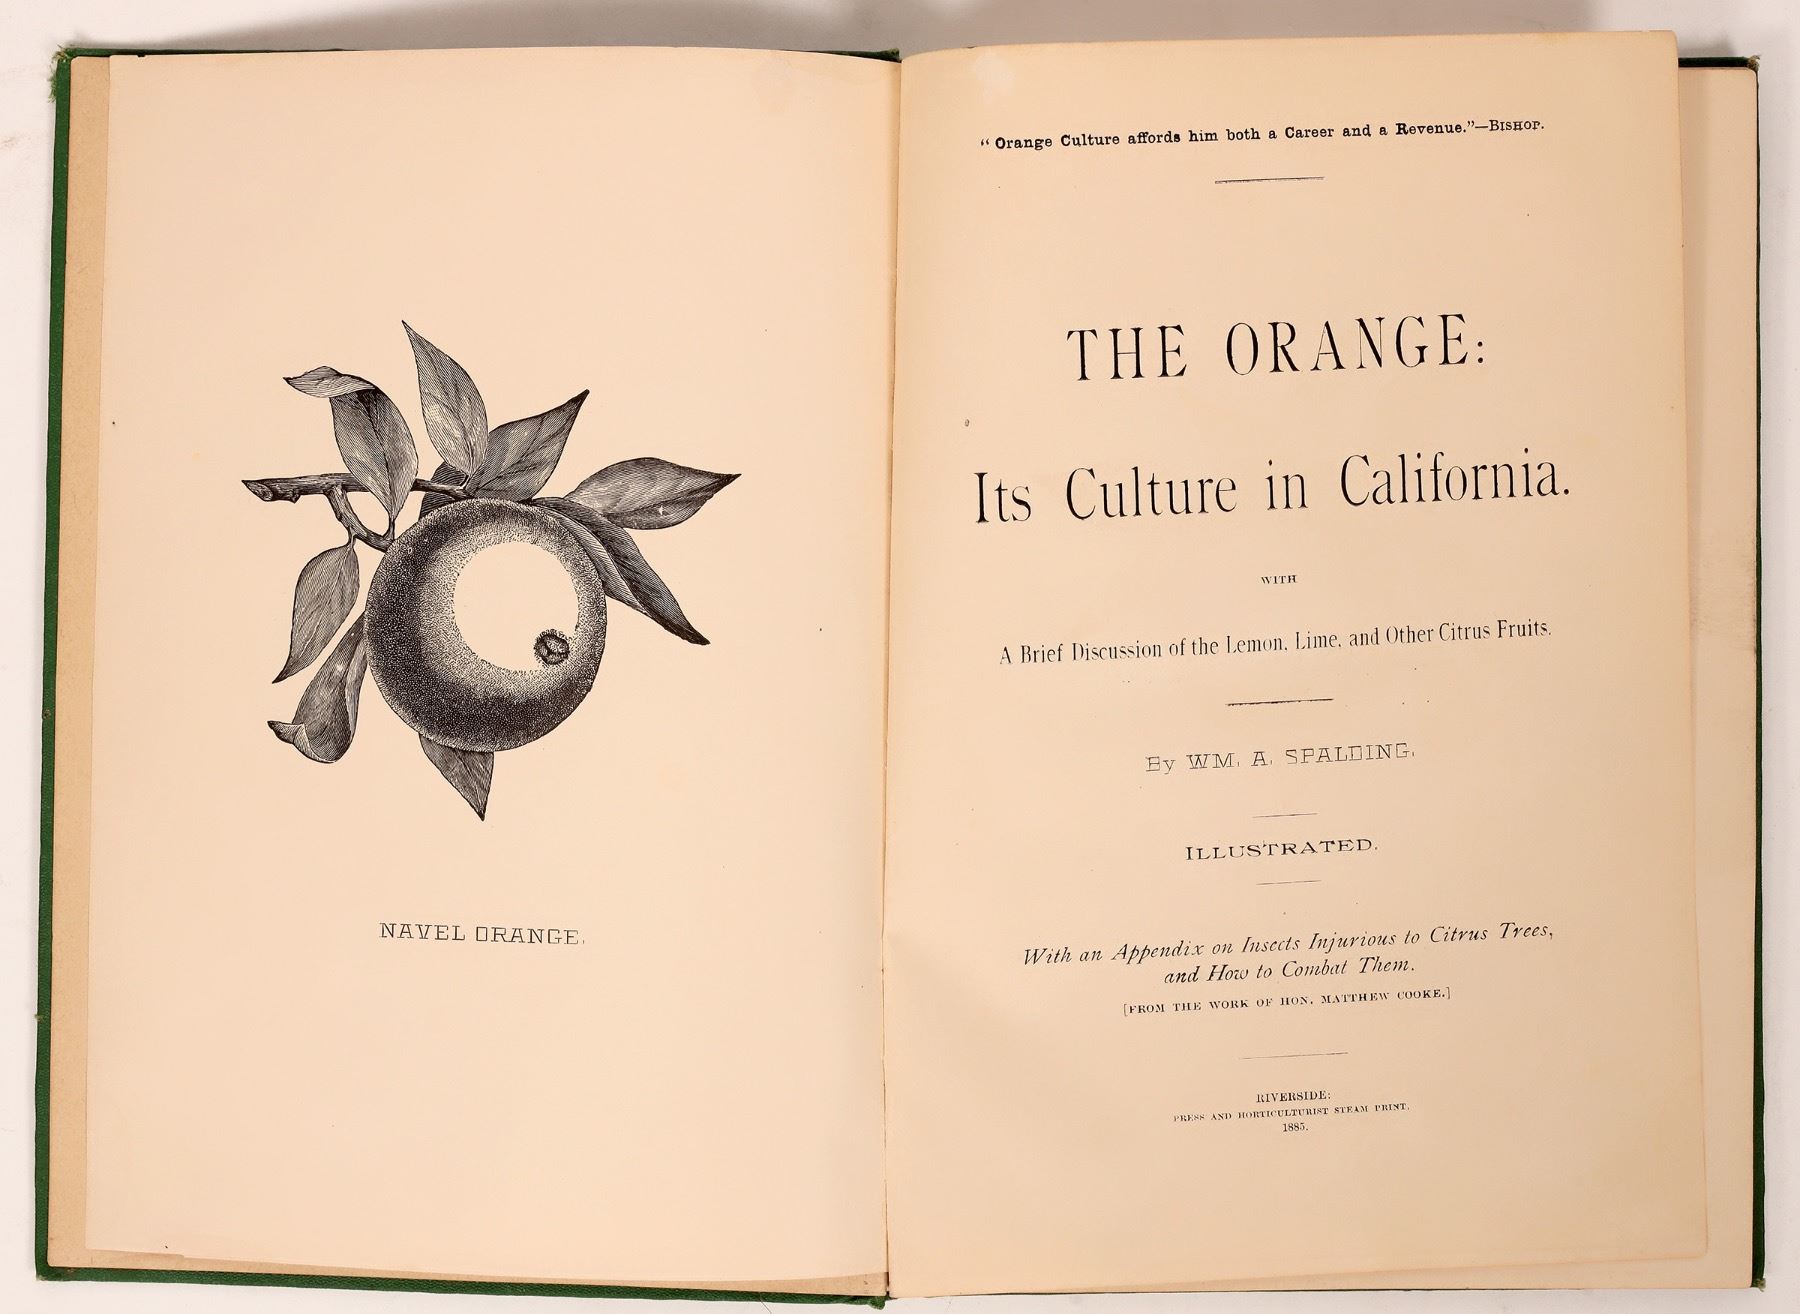 NAVEL ORANGE.
“Orange Culture affords him both a Career and a Revenue.”—BISHOP.
THE ORANGE:
Its Culture in California.
WITH
A Brief Discussion of the Lemon, Lime, and Other Citrus Fruits.
By WM. A. SPALDING.
ILLUSTRATED.
With an Appendix on Insects Injurious to Citrus Trees,
and How to Combat Them.
[FROM THE WORK OF HON. MATTHEW COOKE.]
RIVERSIDE:
PRESS AND HORTICULTURIST STEAM PRINT.
1885.